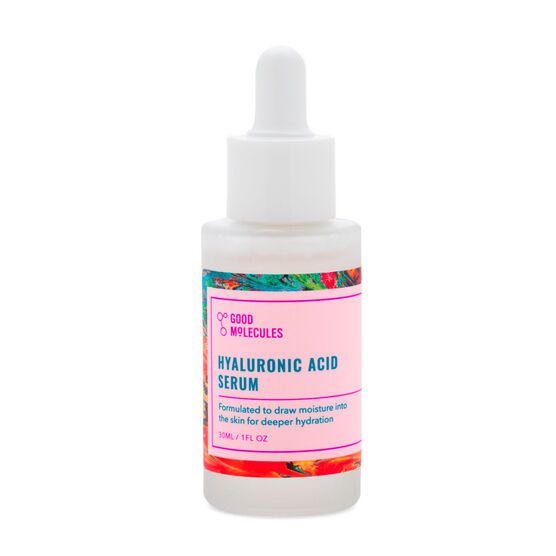 GOOD
MOLECULES
HYALURONIC ACID
SERUM
Formulated to draw moisture into
the skin for deeper hydration
30ML / 1FL OZ